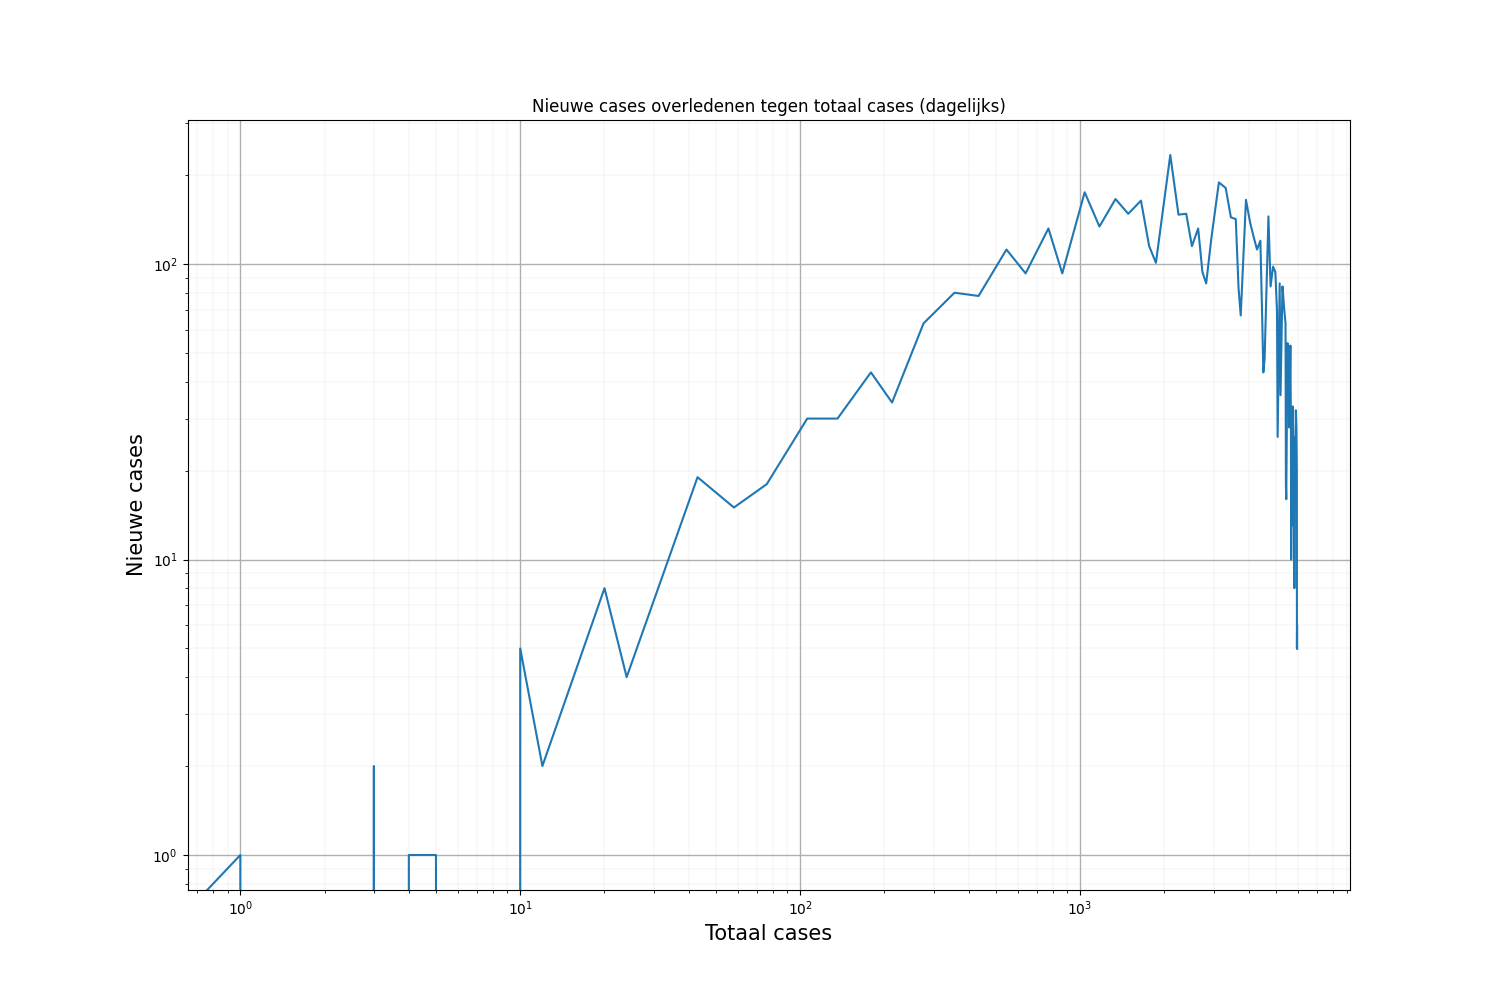 Nieuwe cases overledenen tegen totaal cases (dagelijks)
Nieuwe cases
10²
10¹
10⁰
10⁰ 10¹ 10² 10³
Totaal cases